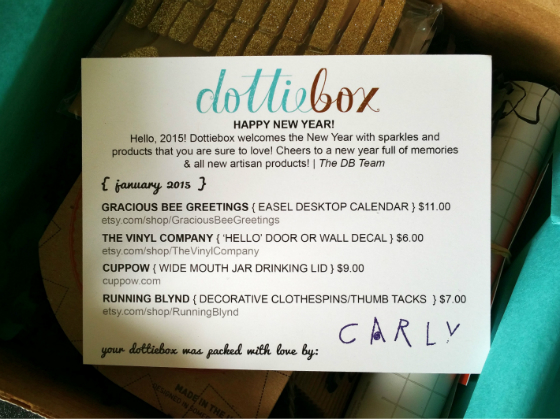 dottiebox
HAPPY NEW YEAR!
Hello, 2015! Dottiebox welcomes the New Year with sparkles and
products that you are sure to love! Cheers to a new year full of memories
& all new artisan products! | The DB Team
{ january 2015 }
GRACIOUS BEE GREETINGS { EASEL DESKTOP CALENDAR } $11.00
etsy.com/shop/GraciousBeeGreetings
THE VINYL COMPANY { 'HELLO' DOOR OR WALL DECAL } $6.00
etsy.com/shop/TheVinylCompany
CUPPOW { WIDE MOUTH JAR DRINKING LID } $9.00
cuppow.com
RUNNING BLYND { DECORATIVE CLOTHESPINS/THUMB TACKS } $7.00
etsy.com/shop/RunningBlynd
CARLY
your dottiebox was packed with love by:
MADE IN THE